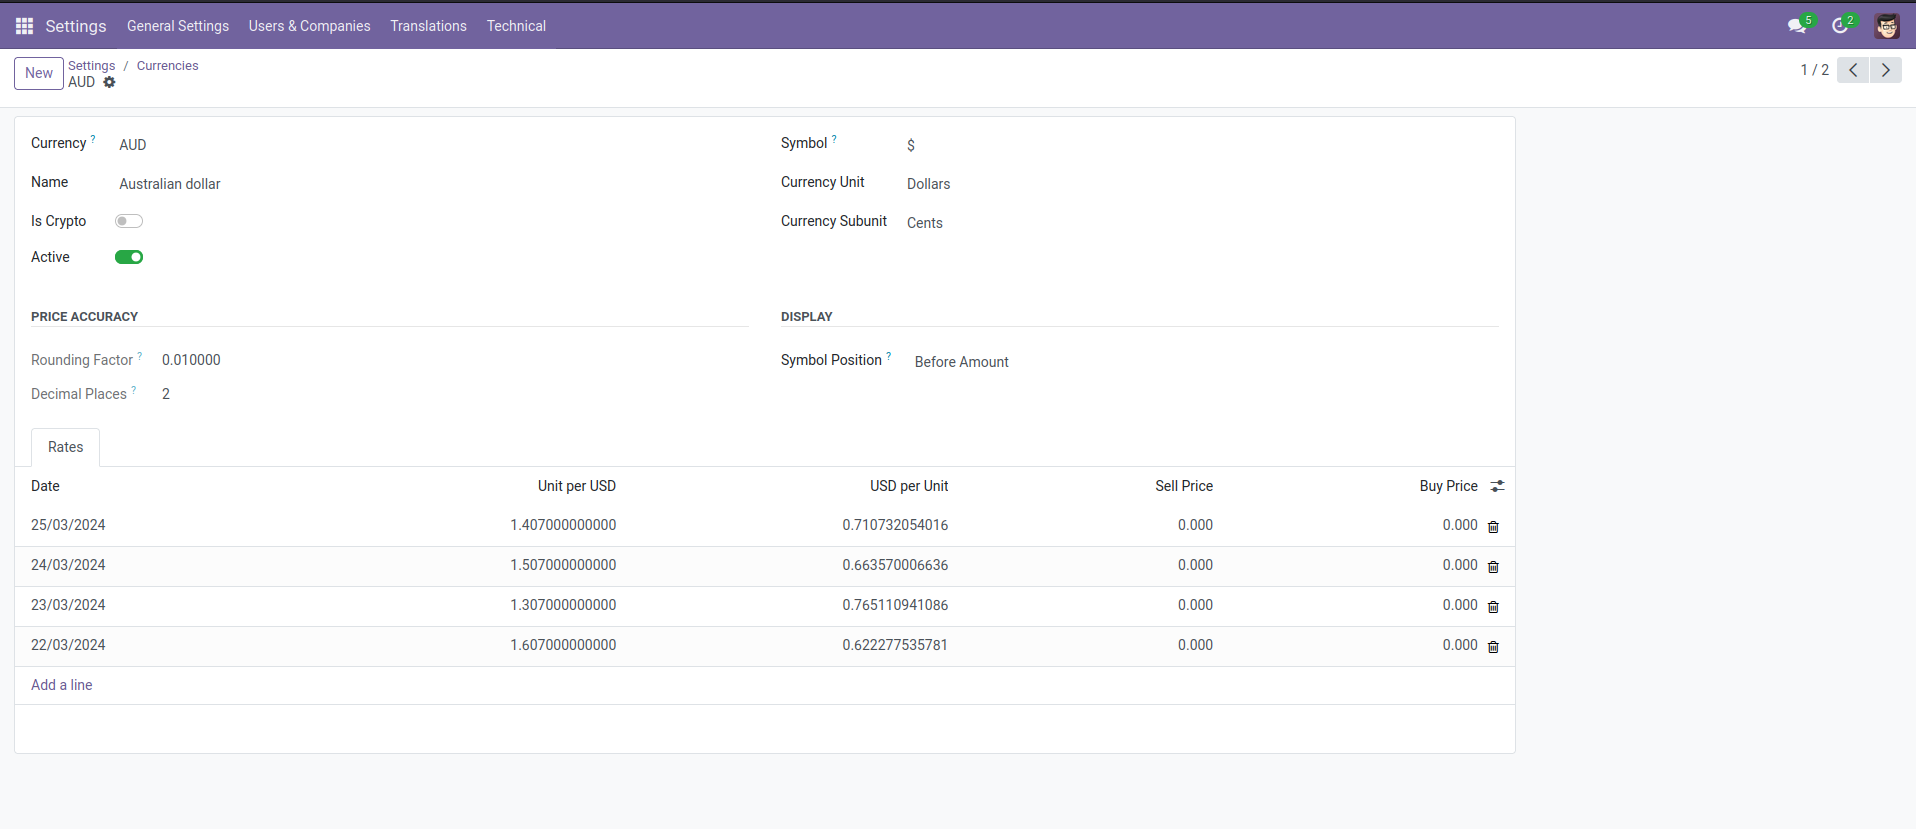 Settings General Settings Users & Companies Translations Technical 5 2
New Settings / Currencies
AUD 1 / 2
Currency ? AUD Symbol ? $
Name Australian dollar Currency Unit Dollars
Is Crypto Currency Subunit Cents
Active
PRICE ACCURACY DISPLAY
Rounding Factor ? 0.010000 Symbol Position ? Before Amount
Decimal Places ? 2
Rates
Date Unit per USD USD per Unit Sell Price Buy Price
25/03/2024 1.407000000000 0.710732054016 0.000 0.000
24/03/2024 1.507000000000 0.663570006636 0.000 0.000
23/03/2024 1.307000000000 0.765110941086 0.000 0.000
22/03/2024 1.607000000000 0.622277535781 0.000 0.000
Add a line